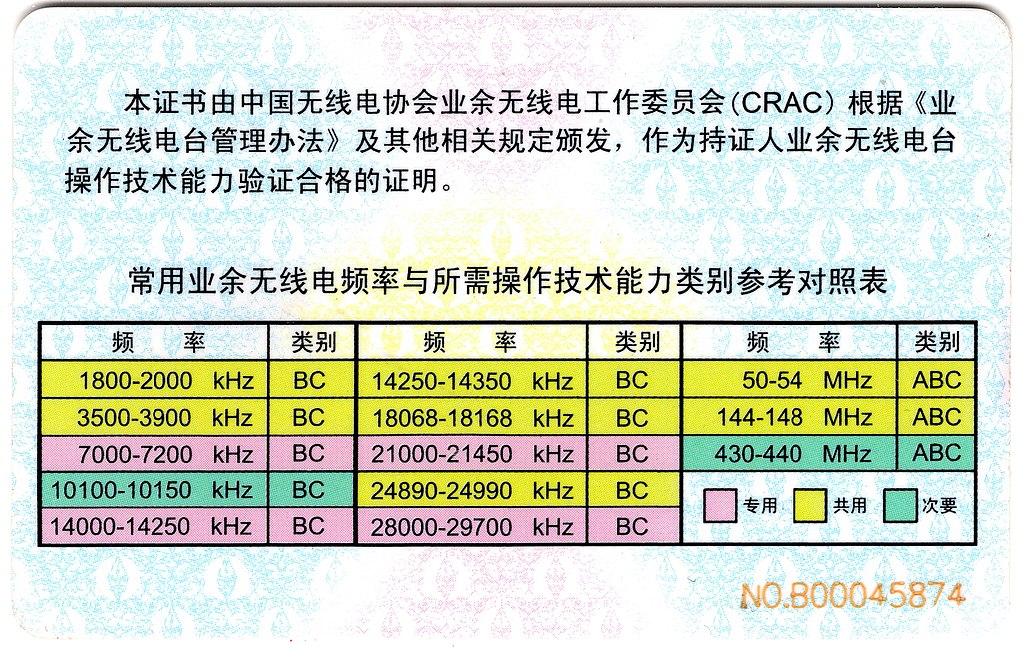 本证书由中国无线电协会业余无线电工作委员会(CRAC) 根据《业
余无线电台管理办法》及其他相关规定颁发，作为持证人业余无线电台
操作技术能力验证合格的证明。
常用业余无线电频率与所需操作技术能力类别参考对照表
频 率 类别 频 率 类别 频 率 类别
1800-2000 kHz BC 14250-14350 kHz BC 50-54 MHz ABC
3500-3900 kHz BC 18068-18168 kHz BC 144-148 MHz ABC
7000-7200 kHz BC 21000-21450 kHz BC 430-440 MHz ABC
10100-10150 kHz BC 24890-24990 kHz BC
14000-14250 kHz BC 28000-29700 kHz BC
专用 共用 次要
NO.B00045874